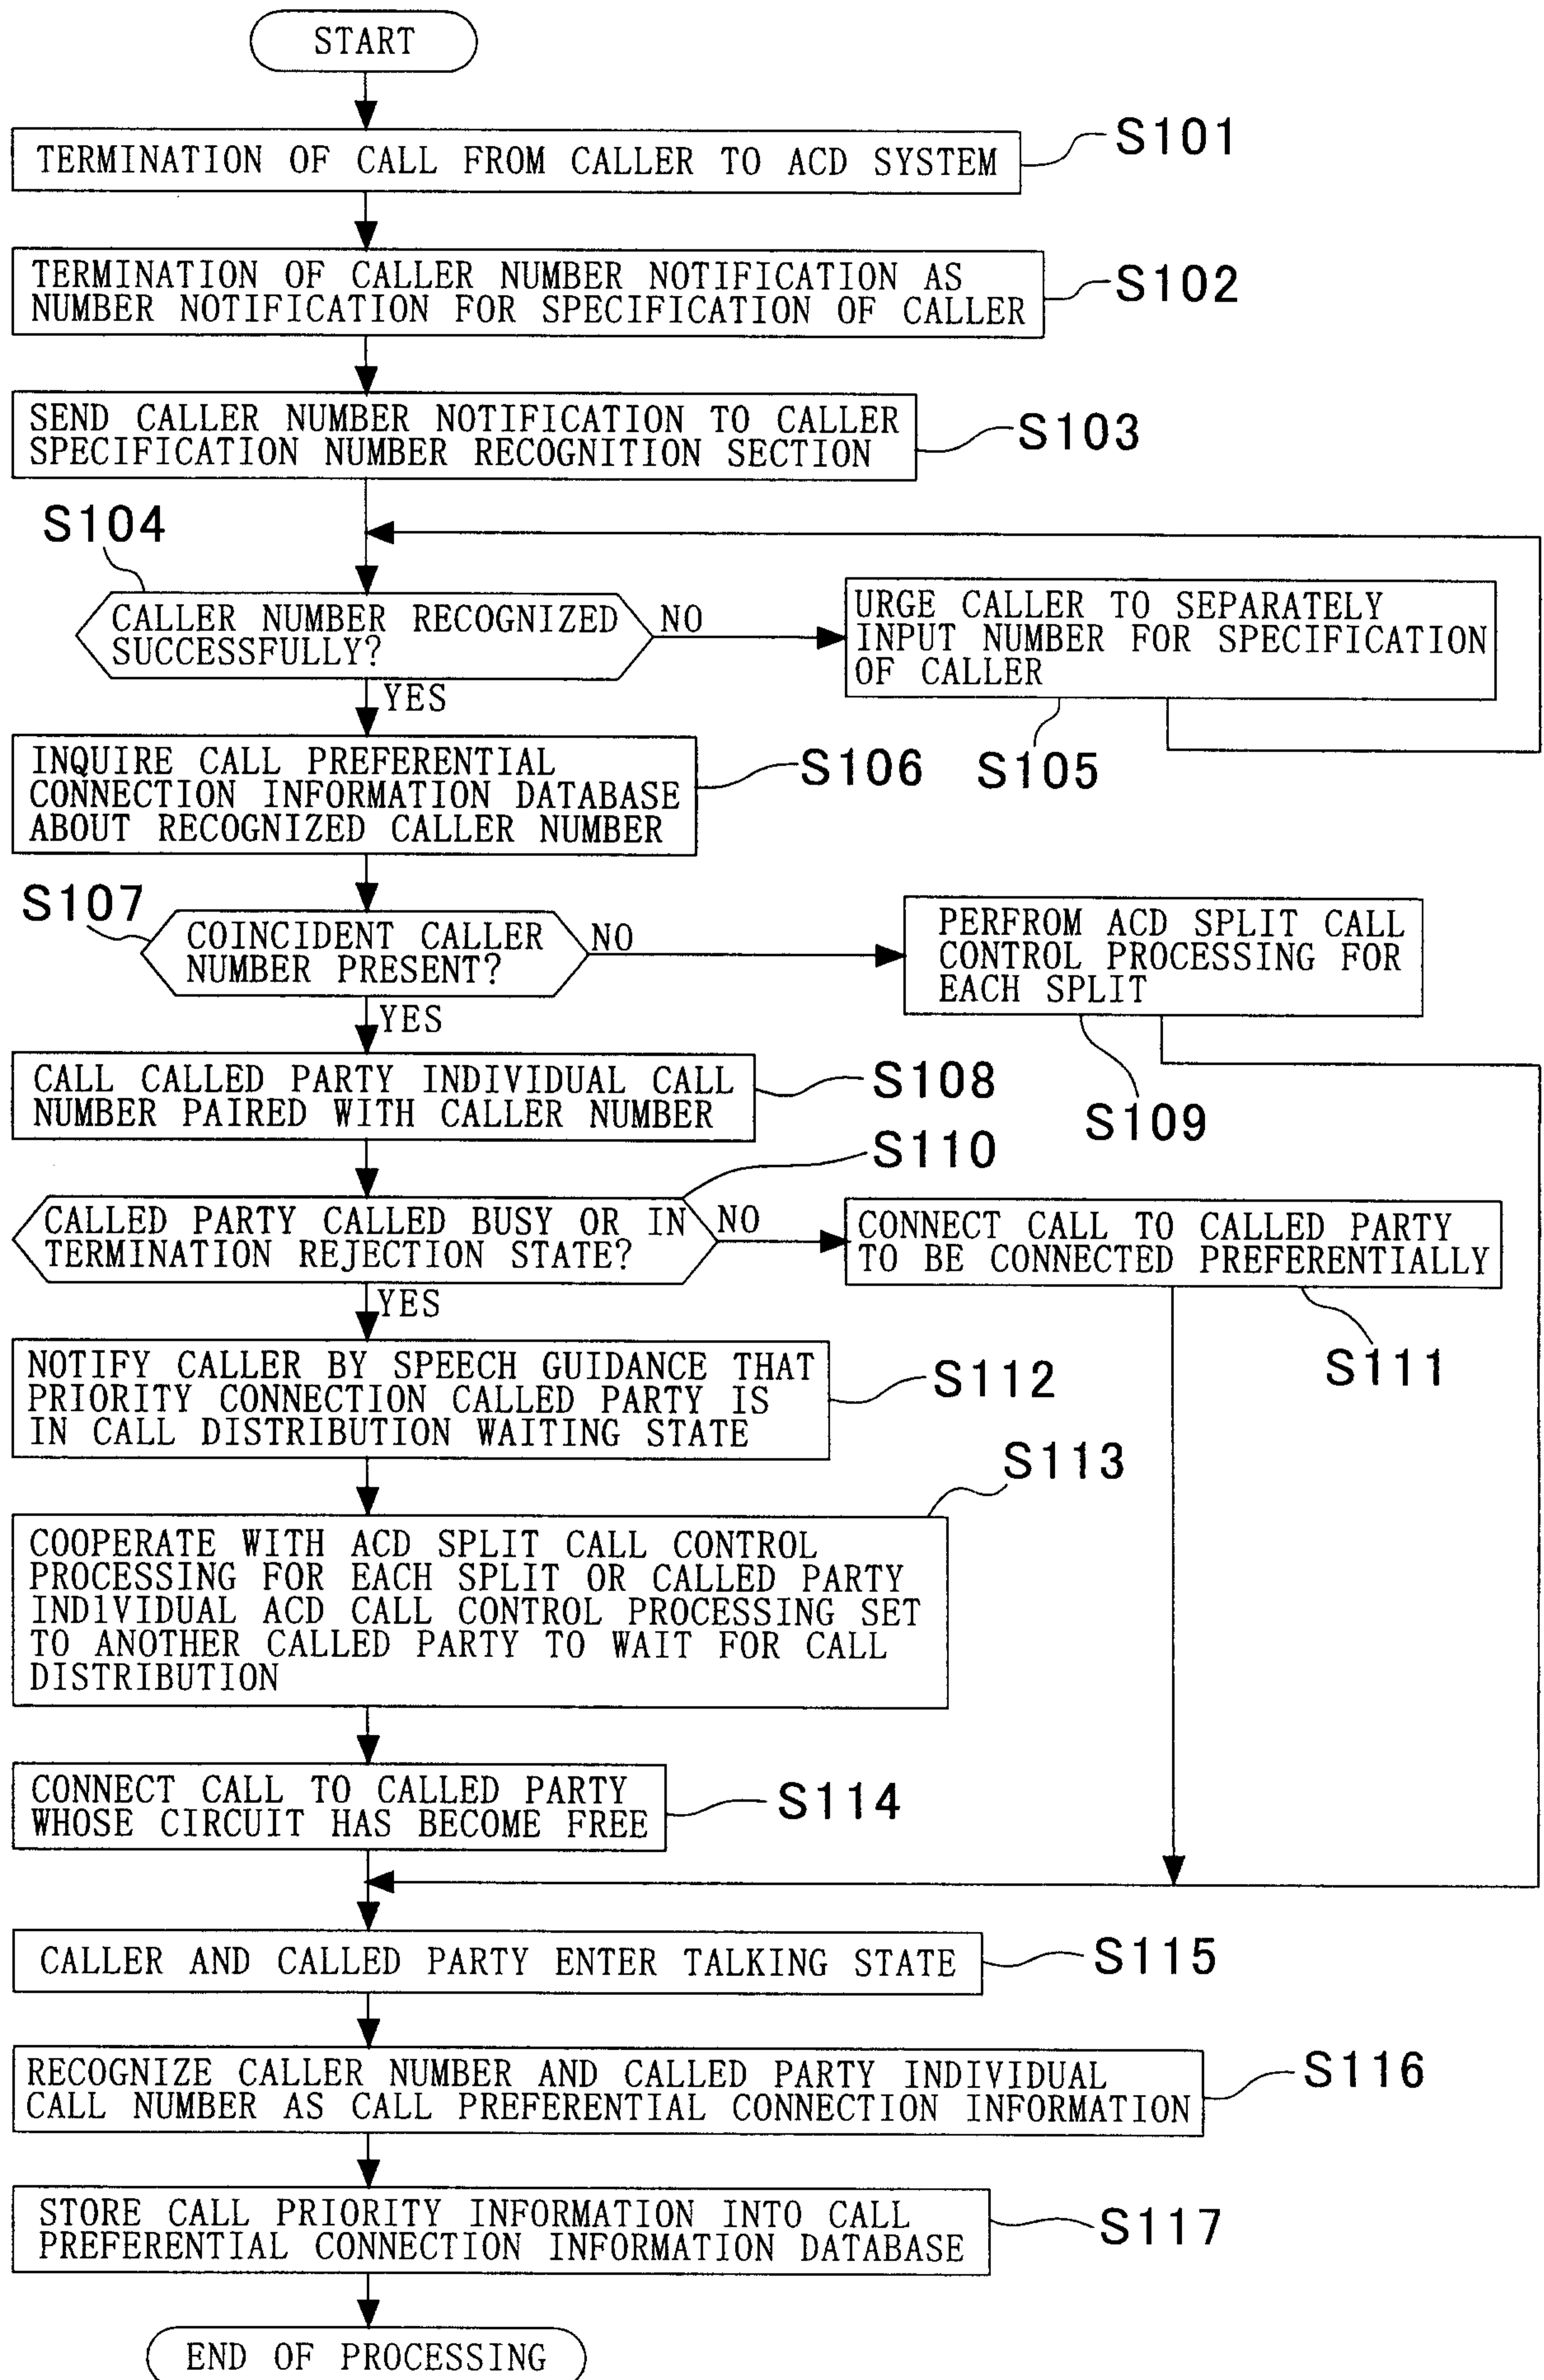 START
TERMINATION OF CALL FROM CALLER TO ACD SYSTEM
S101
TERMINATION OF CALLER NUMBER NOTIFICATION AS
NUMBER NOTIFICATION FOR SPECIFICATION OF CALLER
S102
SEND CALLER NUMBER NOTIFICATION TO CALLER
SPECIFICATION NUMBER RECOGNITION SECTION
S103
S104
CALLER NUMBER RECOGNIZED
SUCCESSFULLY?
NO
YES
URGE CALLER TO SEPARATELY
INPUT NUMBER FOR SPECIFICATION
OF CALLER
S105
INQUIRE CALL PREFERENTIAL
CONNECTION INFORMATION DATABASE
ABOUT RECOGNIZED CALLER NUMBER
S106
S107
COINCIDENT CALLER
NUMBER PRESENT?
NO
YES
PERFROM ACD SPLIT CALL
CONTROL PROCESSING FOR
EACH SPLIT
S109
CALL CALLED PARTY INDIVIDUAL CALL
NUMBER PAIRED WITH CALLER NUMBER
S108
S110
CALLED PARTY CALLED BUSY OR IN
TERMINATION REJECTION STATE?
NO
YES
CONNECT CALL TO CALLED PARTY
TO BE CONNECTED PREFERENTIALLY
S111
NOTIFY CALLER BY SPEECH GUIDANCE THAT
PRIORITY CONNECTION CALLED PARTY IS
IN CALL DISTRIBUTION WAITING STATE
S112
S113
COOPERATE WITH ACD SPLIT CALL CONTROL
PROCESSING FOR EACH SPLIT OR CALLED PARTY
IND1VIDUAL ACD CALL CONTROL PROCESSING SET
TO ANOTHER CALLED PARTY TO WAIT FOR CALL
DISTRIBUTION
CONNECT CALL TO CALLED PARTY
WHOSE CIRCUIT HAS BECOME FREE
S114
CALLER AND CALLED PARTY ENTER TALKING STATE
S115
RECOGNIZE CALLER NUMBER AND CALLED PARTY INDIVIDUAL
CALL NUMBER AS CALL PREFERENTIAL CONNECTION INFORMATION
S116
STORE CALL PRIORITY INFORMATION INTO CALL
PREFERENTIAL CONNECTION INFORMATION DATABASE
S117
END OF PROCESSING